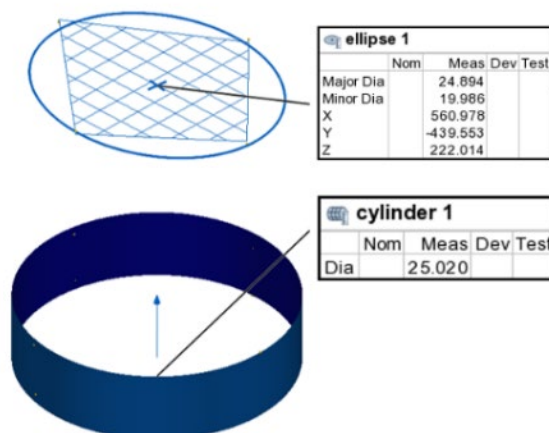 ellipse 1
Nom Meas Dev Test
Major Dia 24.894
Minor Dia 19.986
X 560.978
Y -439.553
Z 222.014
cylinder 1
Nom Meas Dev Test
Dia 25.020